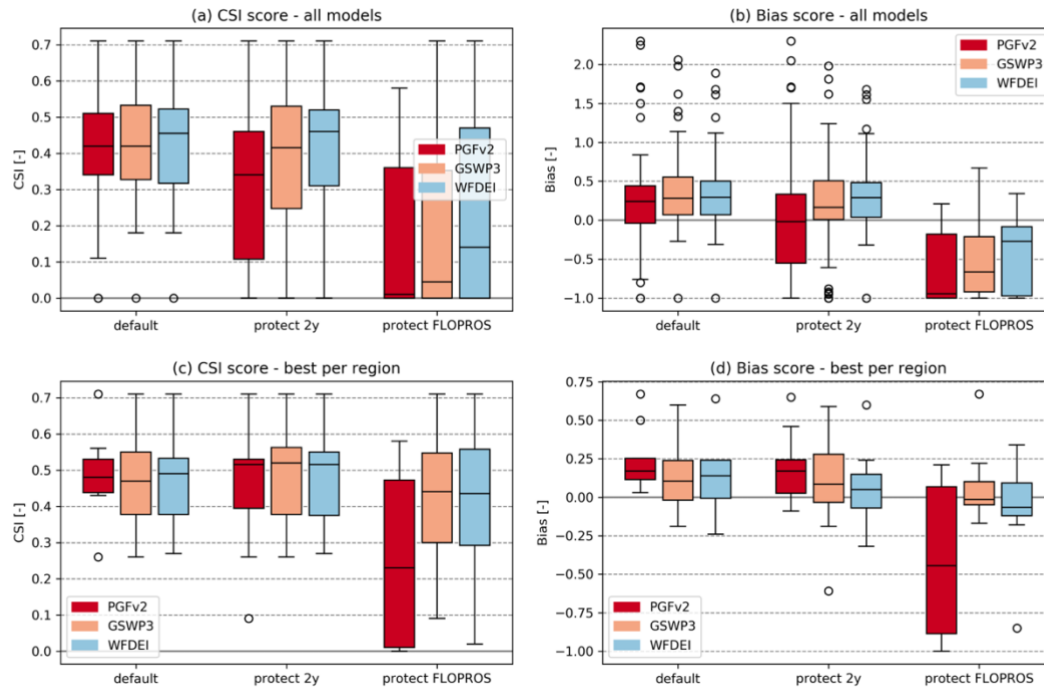 (a) CSI score - all models
CSI [-]
0.7
0.6
0.5
0.4
0.3
0.2
0.1
0.0
PGFv2
GSWP3
WFDEI
default
protect 2y
protect FLOPROS
(b) Bias score - all models
Bias [-]
2.0
1.5
1.0
0.5
0.0
−0.5
−1.0
PGFv2
GSWP3
WFDEI
default
protect 2y
protect FLOPROS
(c) CSI score - best per region
CSI [-]
0.7
0.6
0.5
0.4
0.3
0.2
0.1
0.0
PGFv2
GSWP3
WFDEI
default
protect 2y
protect FLOPROS
(d) Bias score - best per region
Bias [-]
0.75
0.50
0.25
0.00
−0.25
−0.50
−0.75
−1.00
PGFv2
GSWP3
WFDEI
default
protect 2y
protect FLOPROS